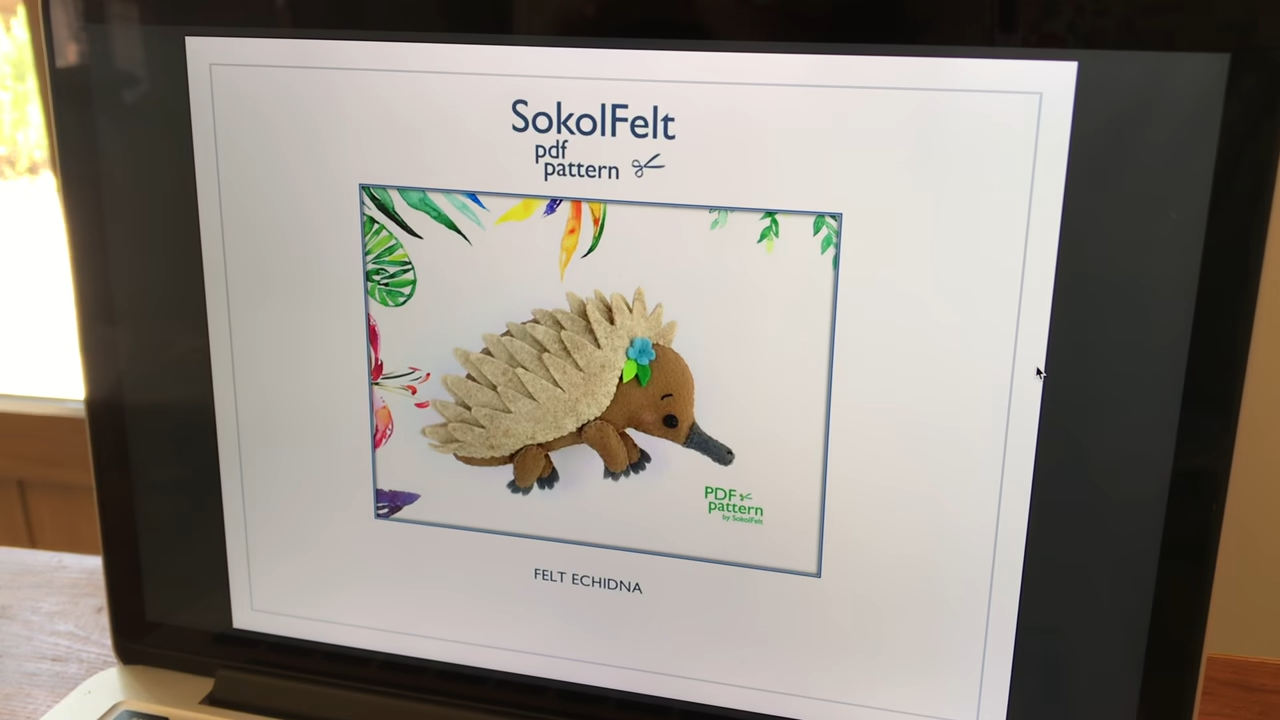 SokolFelt
pdf
pattern
PDF
pattern
by SokolFelt
FELT ECHIDNA